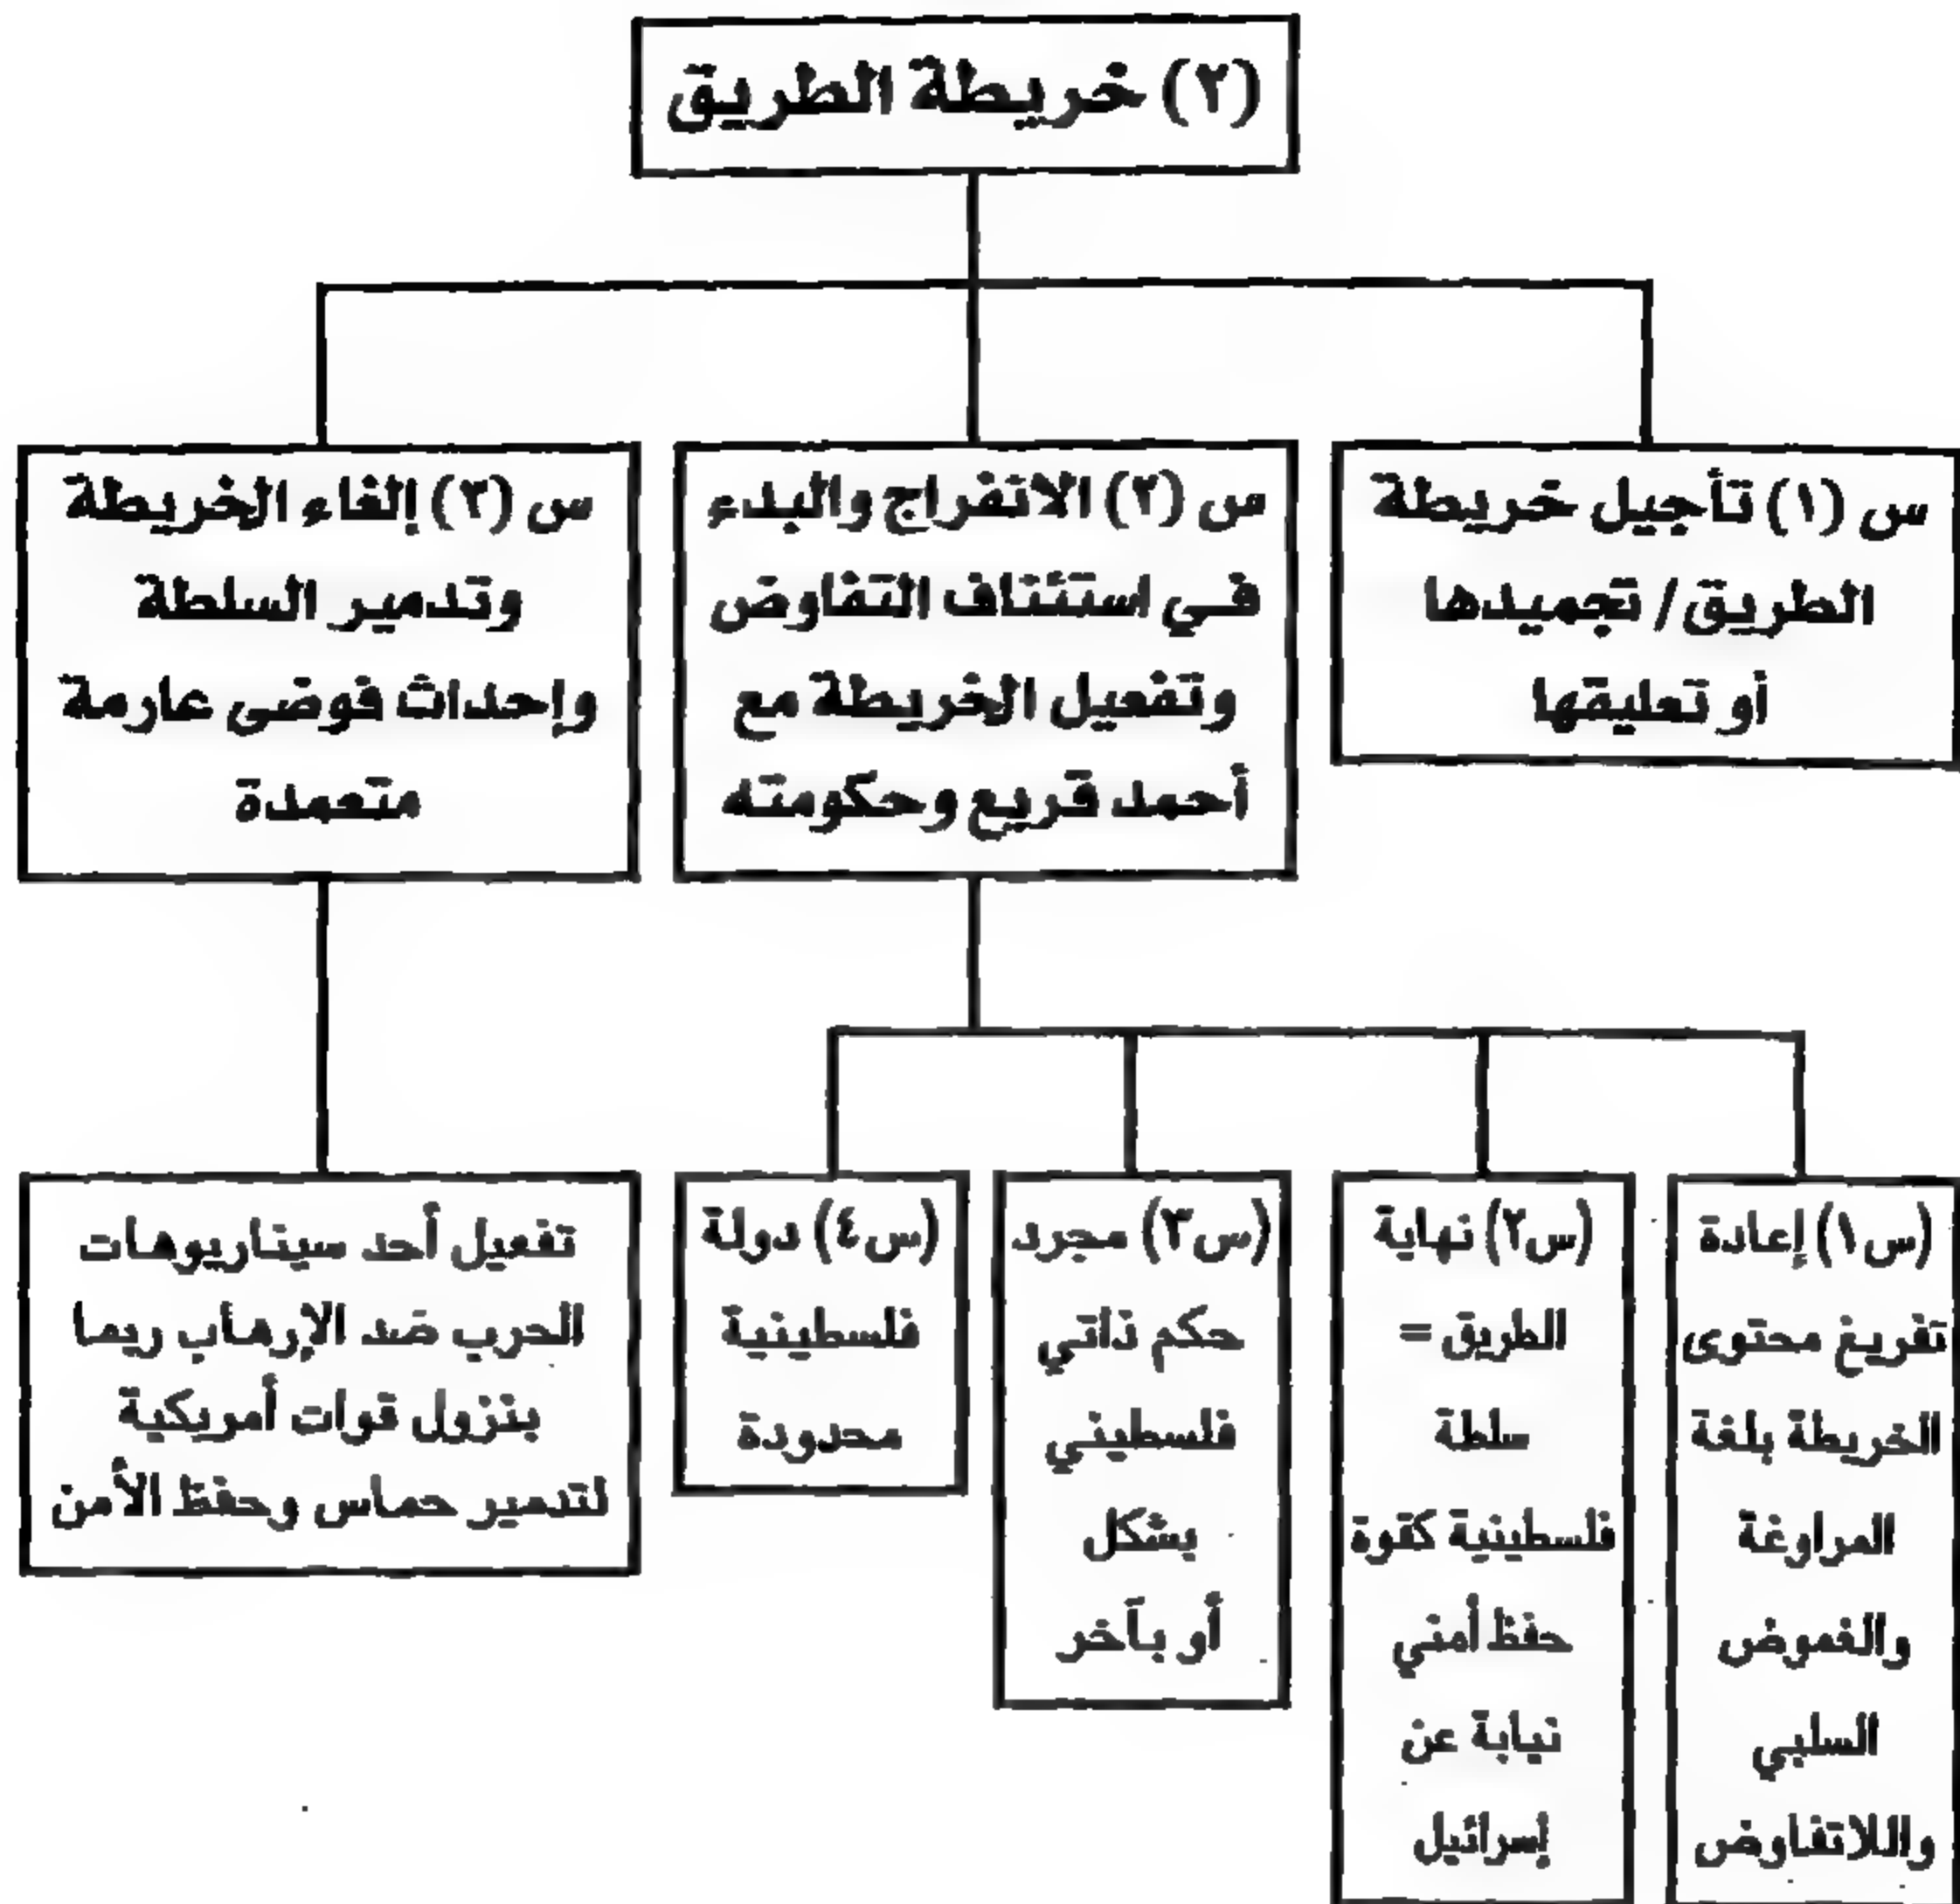 (٢) خريطة الطريق
س (١) تأجيل خريطة
الطريق / تجميدها
أو تعليقها
س (٢) الانفراج والبدء
في استئناف التفاوض
وتفعيل الخريطة مع
أحمد قريع وحكومته
س (٣) إلغاء الخريطة
وتدمير السلطة
وإحداث فوضى عارمة
متعمدة
(س١) إعادة
تفريغ محتوى
الخريطة بلغة
المراوغة
والغموض
السلبي
واللاتفاوض
(س٢) نهاية
الطريق =
سلطة
فلسطينية كقوة
حفظ أمني
نيابة عن
إسرائيل
(س٣) مجرد
حكم ذاتي
فلسطيني
بشكل
أو بآخر
(س٤) دولة
فلسطينية
محدودة
تفعيل أحد سيناريوهات
الحرب ضد الإرهاب ربما
بنزول قوات أمريكية
لتدمير حماس وحفظ الأمن